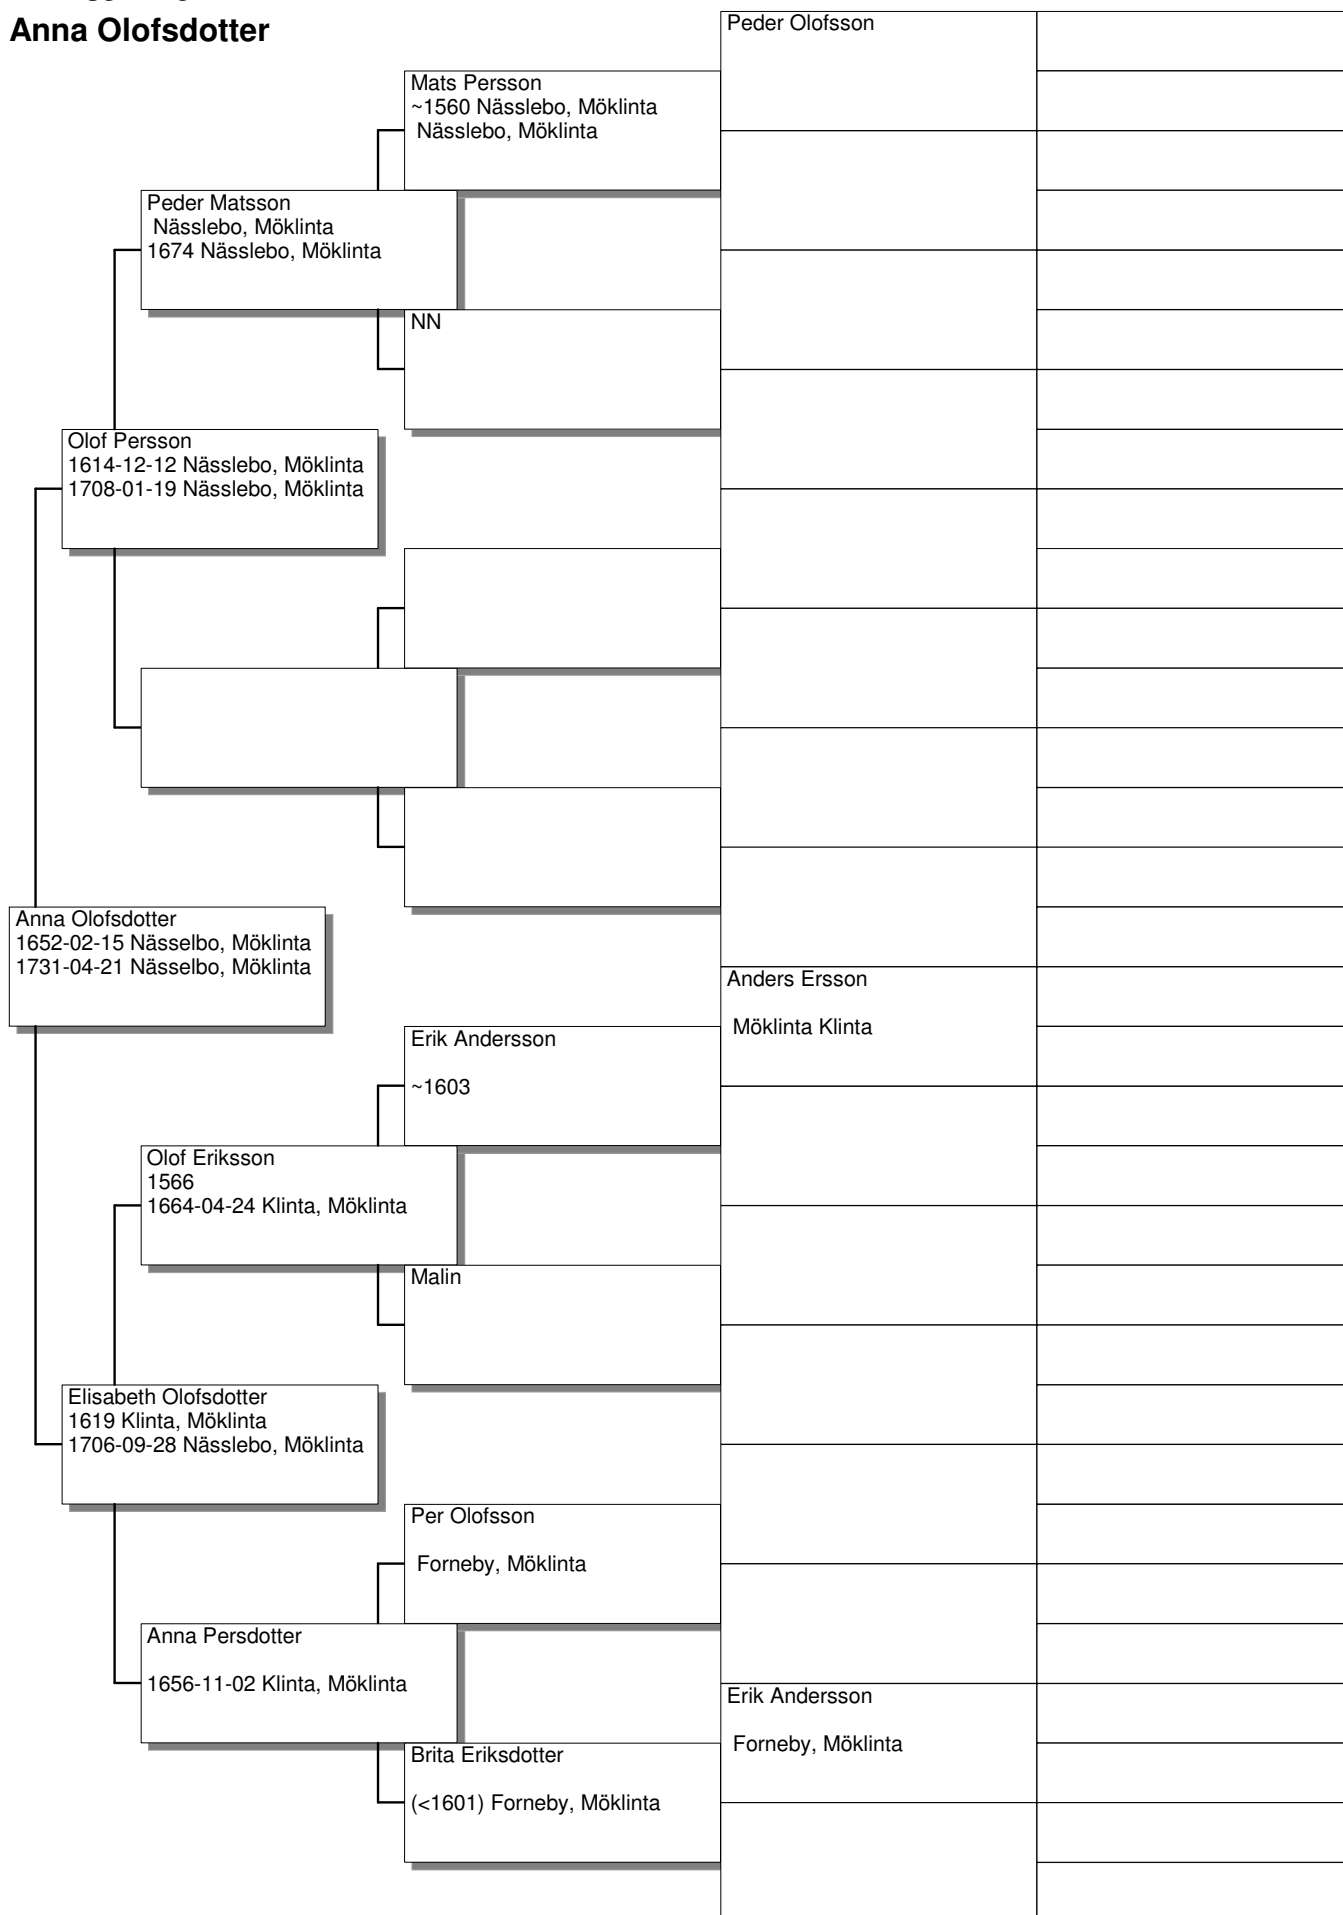 Anna Olofsdotter
Peder Olofsson
Mats Persson
~1560 Nässlebo, Möklinta
Nässlebo, Möklinta
Peder Matsson
Nässlebo, Möklinta
1674 Nässlebo, Möklinta
NN
Olof Persson
1614-12-12 Nässlebo, Möklinta
1708-01-19 Nässlebo, Möklinta
Anna Olofsdotter
1652-02-15 Nässelbo, Möklinta
1731-04-21 Nässelbo, Möklinta
Anders Ersson
Möklinta Klinta
Erik Andersson
~1603
Olof Eriksson
1566
1664-04-24 Klinta, Möklinta
Malin
Elisabeth Olofsdotter
1619 Klinta, Möklinta
1706-09-28 Nässlebo, Möklinta
Per Olofsson
Forneby, Möklinta
Anna Persdotter
1656-11-02 Klinta, Möklinta
Erik Andersson
Forneby, Möklinta
Brita Eriksdotter
(<1601) Forneby, Möklinta